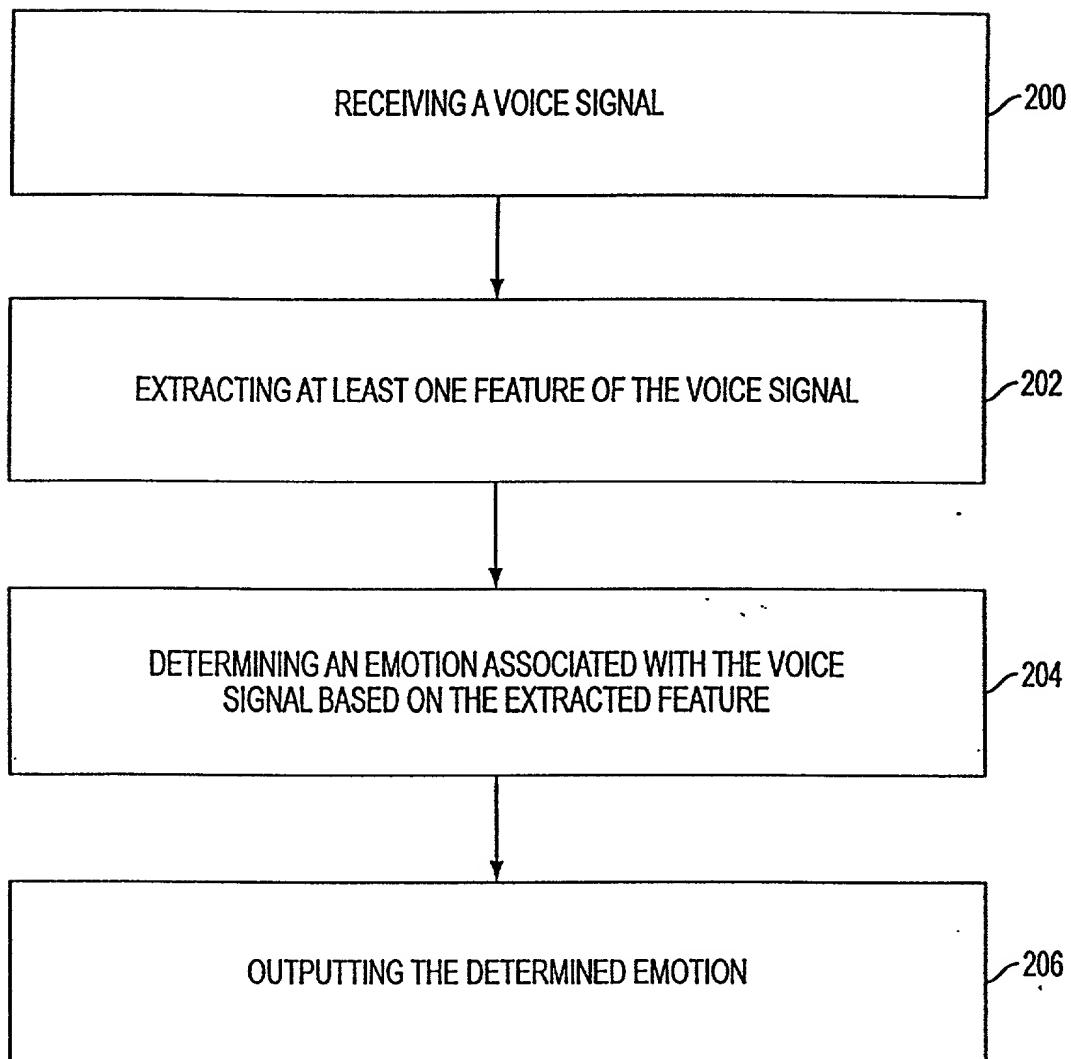 RECEIVING A VOICE SIGNAL
200
EXTRACTING AT LEAST ONE FEATURE OF THE VOICE SIGNAL
202
DETERMINING AN EMOTION ASSOCIATED WITH THE VOICE
SIGNAL BASED ON THE EXTRACTED FEATURE
204
OUTPUTTING THE DETERMINED EMOTION
206